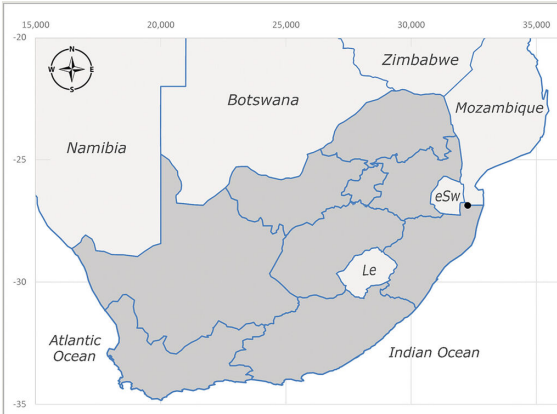 15,000 20,000 25,000 30,000 35,000
-20
N
W E
S
Zimbabwe
Botswana
Mozambique
Namibia
-25
eSw
Le
-30
Atlantic
Ocean
Indian Ocean
-35